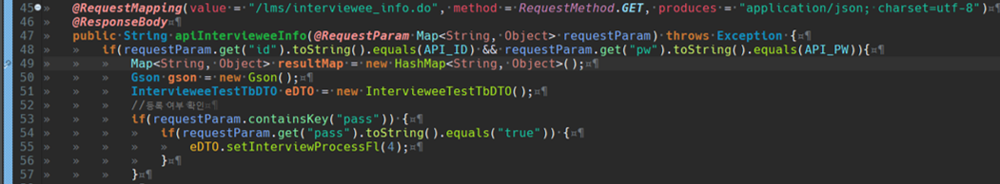 45 @RequestMapping(value = "/lms/interviewee_info.do", method = RequestMethod.GET, produces = "application/json; charset=utf-8")
46 @ResponseBody
47 public String apiIntervieweeInfo(@RequestParam Map<String, Object> requestParam) throws Exception {
48 if(requestParam.get("id").toString().equals(API_ID) && requestParam.get("pw").toString().equals(API_PW)){
49 Map<String, Object> resultMap = new HashMap<String, Object>();
50 Gson gson = new Gson();
51 IntervieweeTestTbDTO eDTO = new IntervieweeTestTbDTO();
52 //등록 여부 확인
53 if(requestParam.containsKey("pass")) {
54 if(requestParam.get("pass").toString().equals("true")) {
55 eDTO.setInterviewProcessFl(4);
56 }
57 }